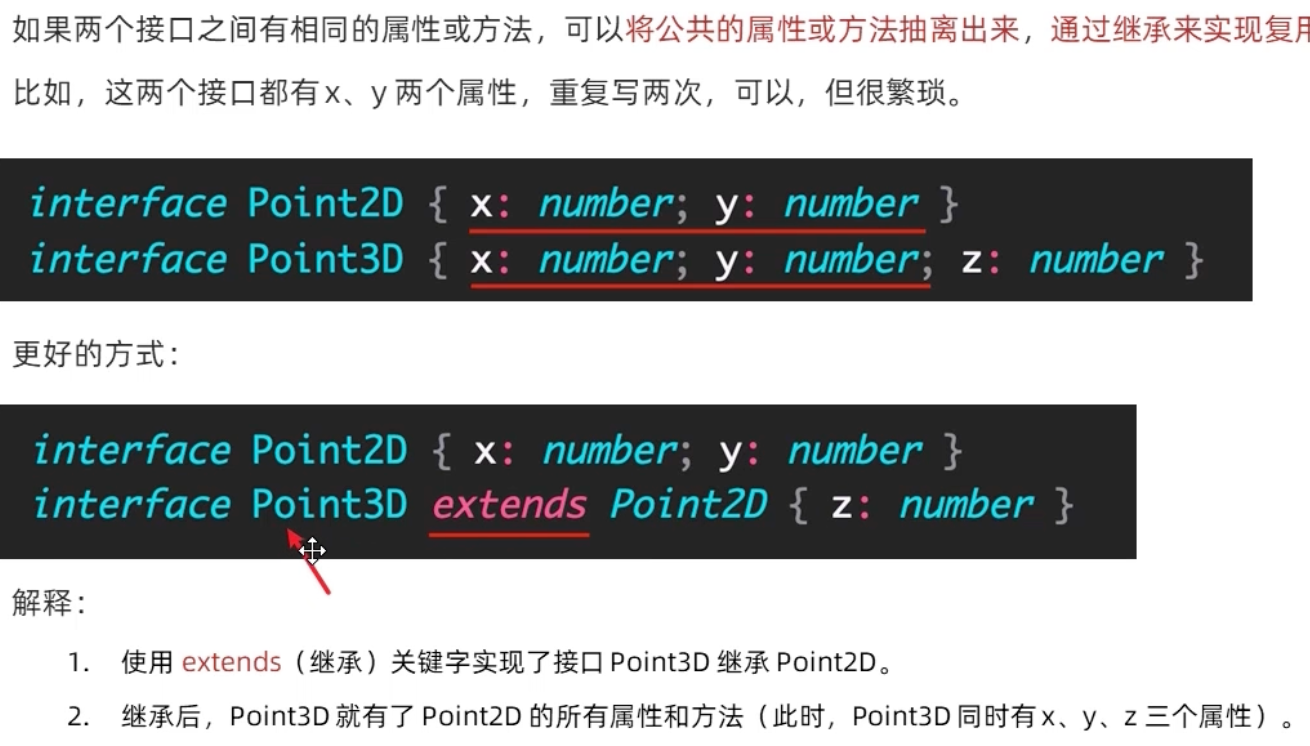 如果两个接口之间有相同的属性或方法，可以将公共的属性或方法抽离出来，通过继承来实现复用
比如，这两个接口都有x、y 两个属性，重复写两次，可以，但很繁琐。
interface Point2D { x: number; y: number }
interface Point3D { x: number; y: number; z: number }
更好的方式：
interface Point2D { x: number; y: number }
interface Point3D extends Point2D { z: number }
解释：
1. 使用 extends（继承）关键字实现了接口 Point3D 继承 Point2D。
2. 继承后，Point3D 就有了 Point2D 的所有属性和方法（此时，Point3D 同时有 x、y、z 三个属性）。